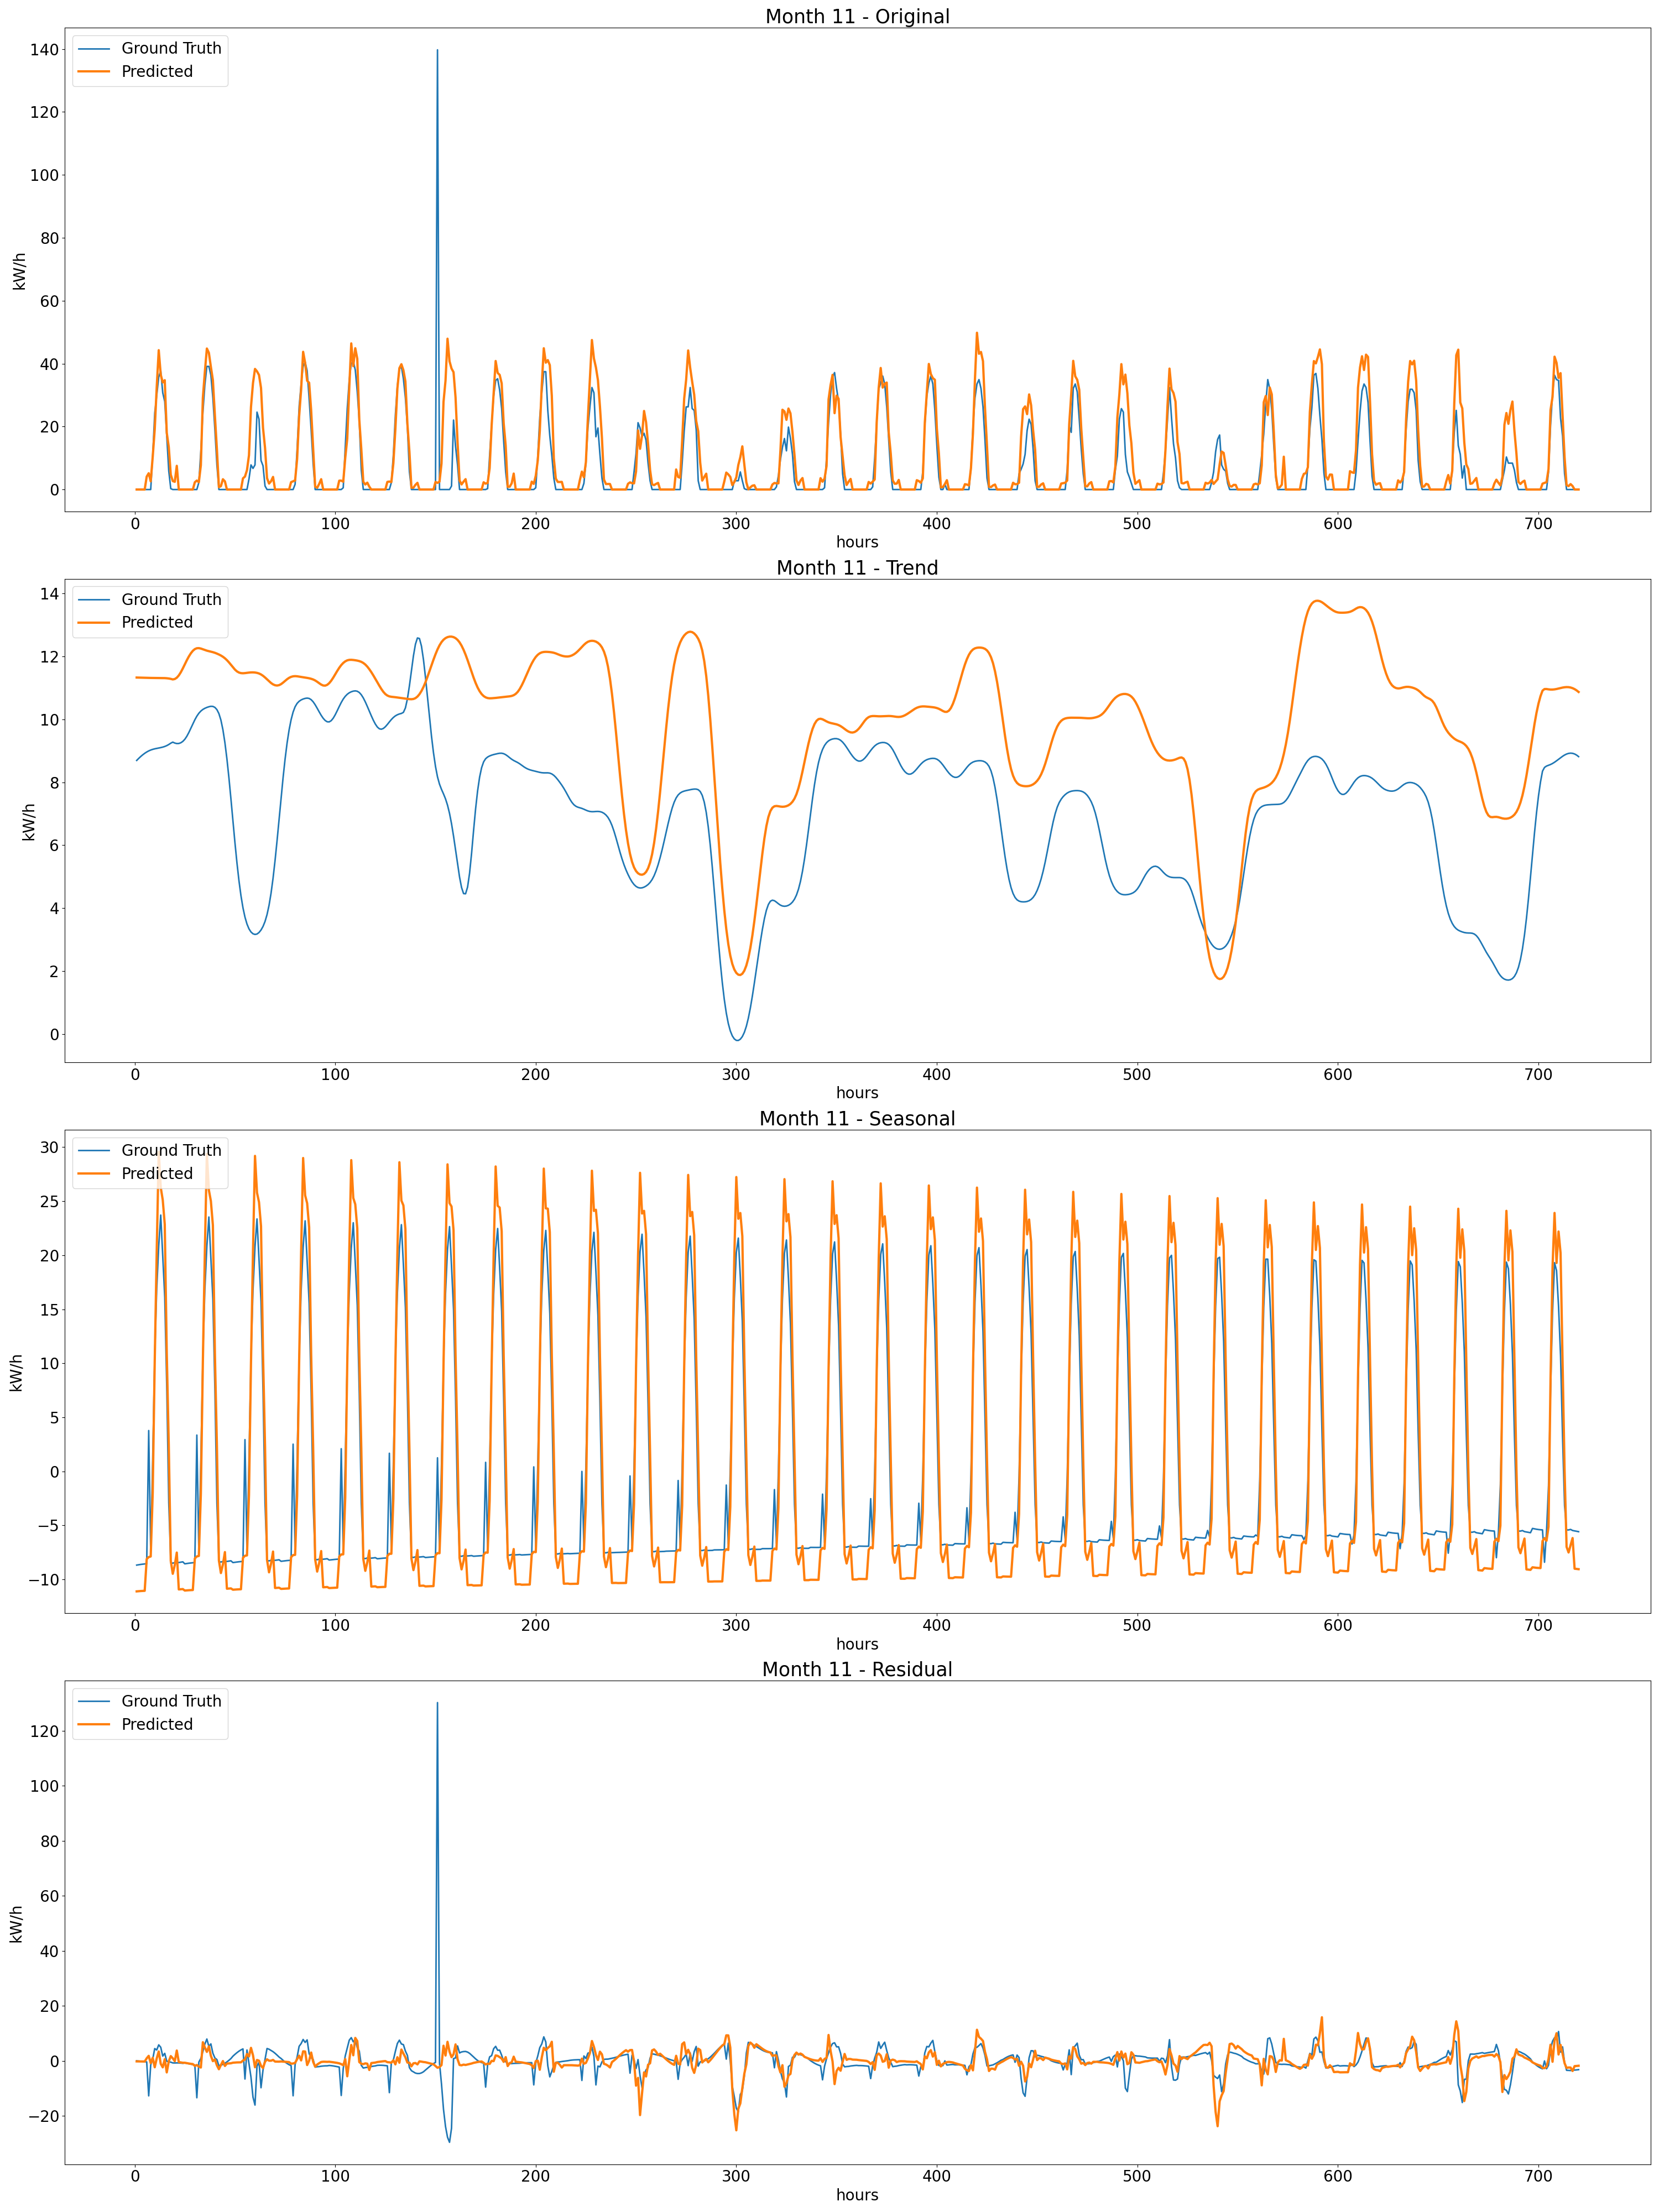 Month 11 - Original
Ground Truth
Predicted
140
120
100
80
60
40
20
0
kW/h
0 100 200 300 400 500 600 700
hours
Month 11 - Trend
Ground Truth
Predicted
14
12
10
8
6
4
2
0
kW/h
0 100 200 300 400 500 600 700
hours
Month 11 - Seasonal
Ground Truth
Predicted
30
25
20
15
10
5
0
−5
−10
kW/h
0 100 200 300 400 500 600 700
hours
Month 11 - Residual
Ground Truth
Predicted
120
100
80
60
40
20
0
−20
kW/h
0 100 200 300 400 500 600 700
hours